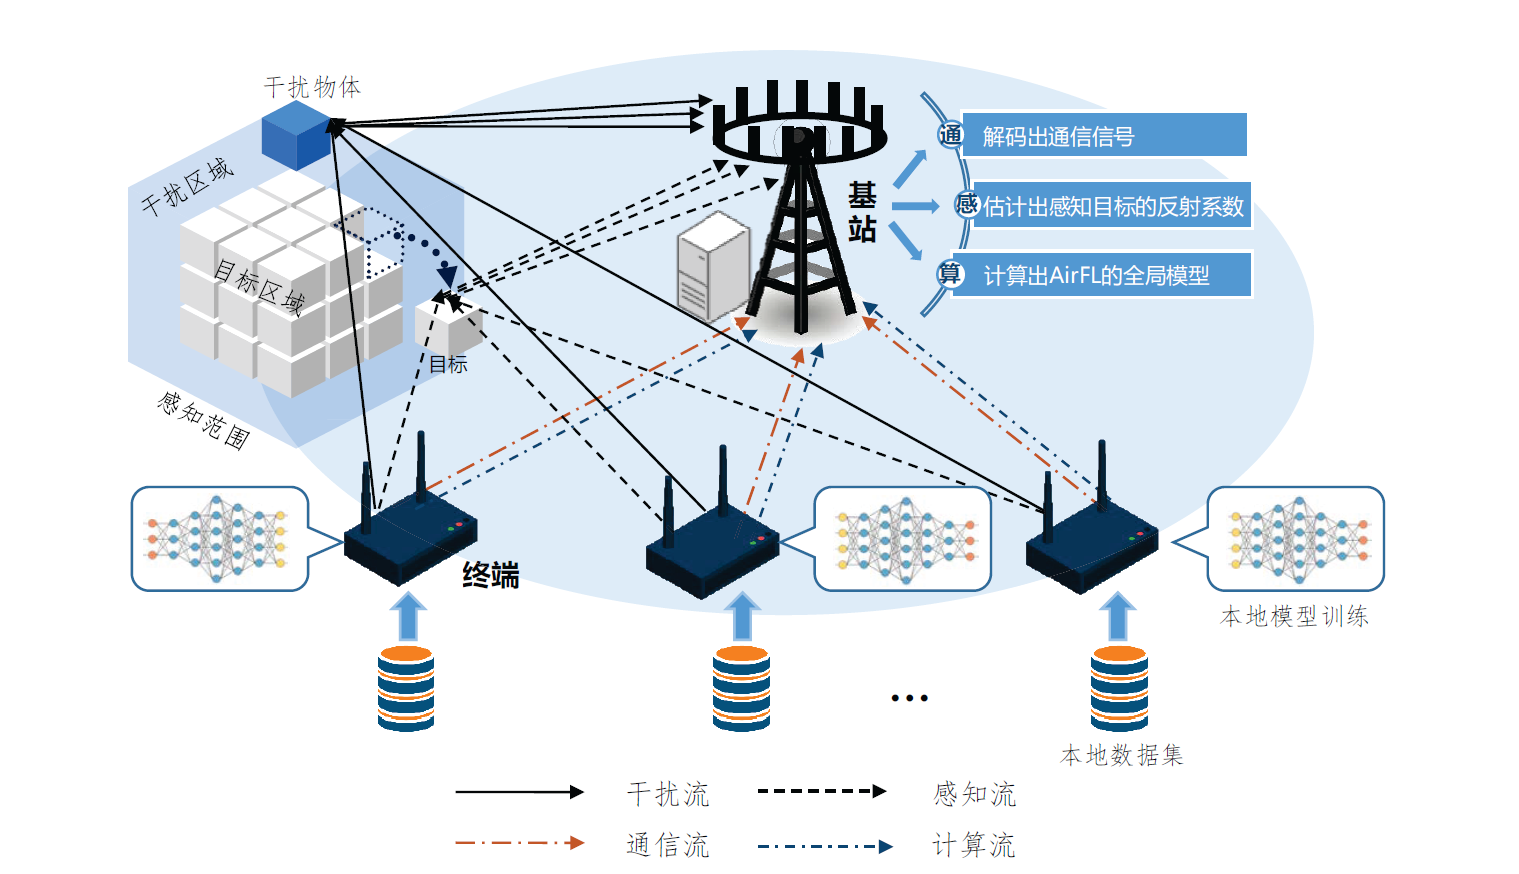 干扰物体
干扰区域
目标区域
目标
感知范围
基站
通 解码出通信信号
感 估计出感知目标的反射系数
算 计算出AirFL的全局模型
终端
本地模型训练
...
本地数据集
干扰流
感知流
通信流
计算流